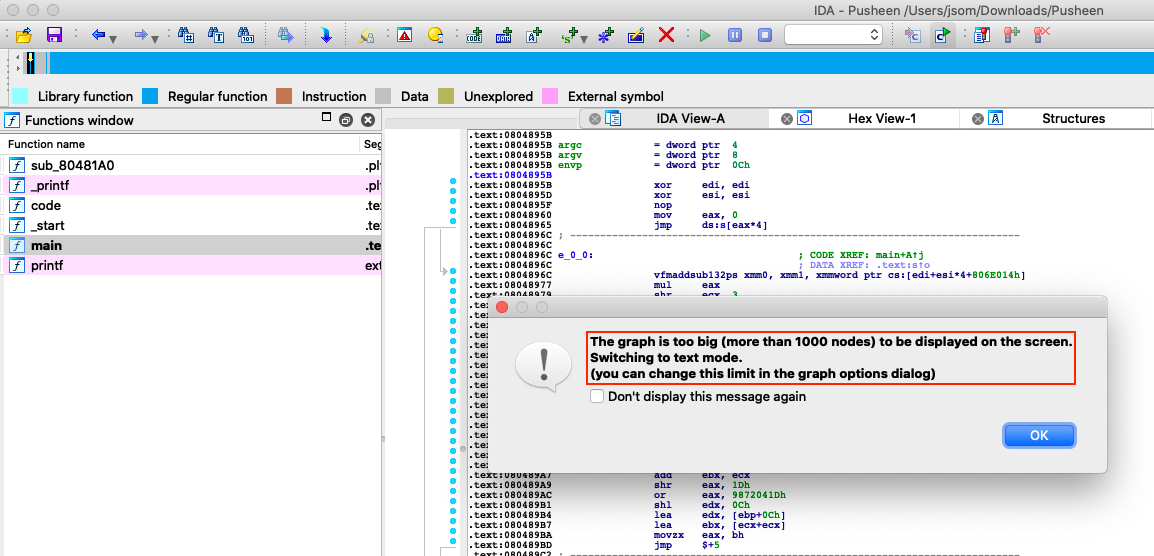 IDA - Pusheen /Users/jsom/Downloads/Pusheen
Library function
Regular function
Instruction
Data
Unexplored
External symbol
Functions window
IDA View-A
Hex View-1
Structures
Function name
Seg
sub_80481A0
.pl
_printf
.pl
code
.te
_start
.te
main
.te
printf
ext
.text:0804895B
.text:0804895B argc = dword ptr 4
.text:0804895B argv = dword ptr 8
.text:0804895B envp = dword ptr 0Ch
.text:0804895B
.text:0804895B xor edi, edi
.text:0804895D xor esi, esi
.text:0804895F nop
.text:08048960 mov eax, 0
.text:08048965 jmp ds:s[eax*4]
.text:0804896C ; ---------------------------------------------------------------------------
.text:0804896C
.text:0804896C e_0_0: ; CODE XREF: main+A↑j
.text:0804896C ; DATA XREF: .text:s↑o
.text:0804896C vfmaddsub132ps xmm0, xmm1, xmmword ptr cs:[edi+esi*4+806E014h]
.text:08048977 mul eax
.text:08048979 shr ecx, 3
The graph is too big (more than 1000 nodes) to be displayed on the screen.
Switching to text mode.
(you can change this limit in the graph options dialog)
Don't display this message again
OK
.text:080489A7 add ebx, ecx
.text:080489A9 shr eax, 1Dh
.text:080489AC or eax, 9872041Dh
.text:080489B1 shl edx, 0Ch
.text:080489B4 lea edx, [ebp+0Ch]
.text:080489B7 lea ebx, [ecx+ecx]
.text:080489BA movzx eax, bh
.text:080489BD jmp $+5
.text:080489C2 ; ---------------------------------------------------------------------------